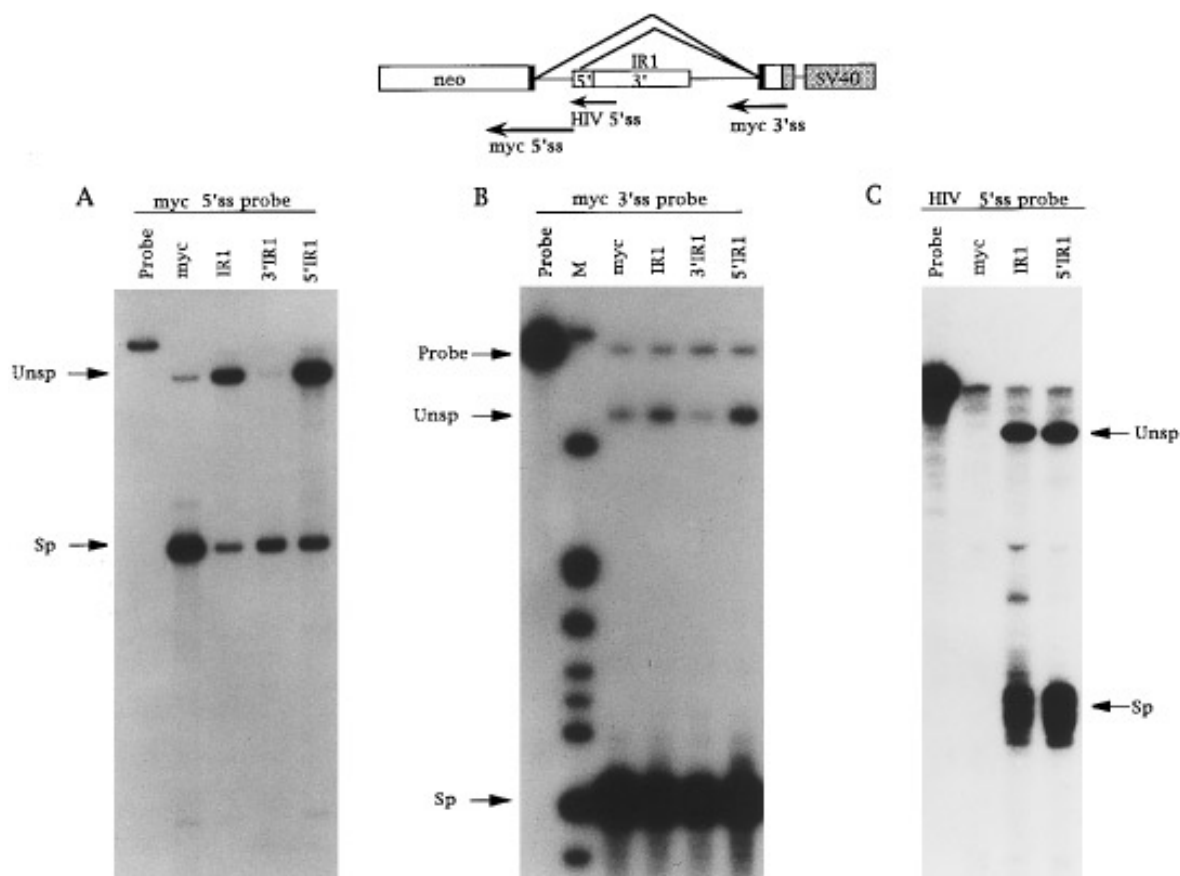 IR1
neo
5'
3'
SV40
HIV 5'ss
myc 3'ss
myc 5'ss
A
myc 5'ss probe
Probe
myc
IR1
3'IR1
5'IR1
Unsp
Sp
B
myc 3'ss probe
Probe
M
myc
IR1
3'IR1
5'IR1
Probe
Unsp
Sp
C
HIV 5'ss probe
Probe
myc
IR1
5'IR1
Unsp
Sp